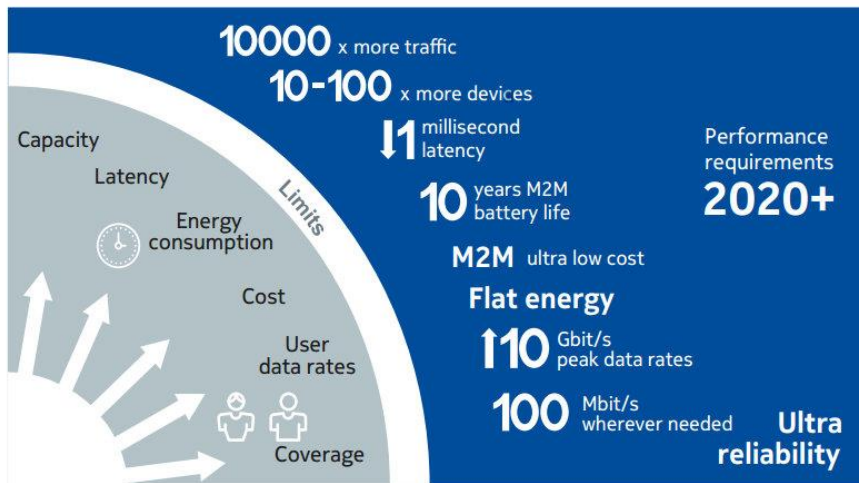 10000 x more traffic
10-100 x more devices
1 millisecond
latency
10 years M2M
battery life
M2M ultra low cost
Flat energy
10 Gbit/s
peak data rates
100 Mbit/s
wherever needed
Ultra
reliability
Performance
requirements
2020+
Limits
Capacity
Latency
Energy
consumption
Cost
User
data rates
Coverage